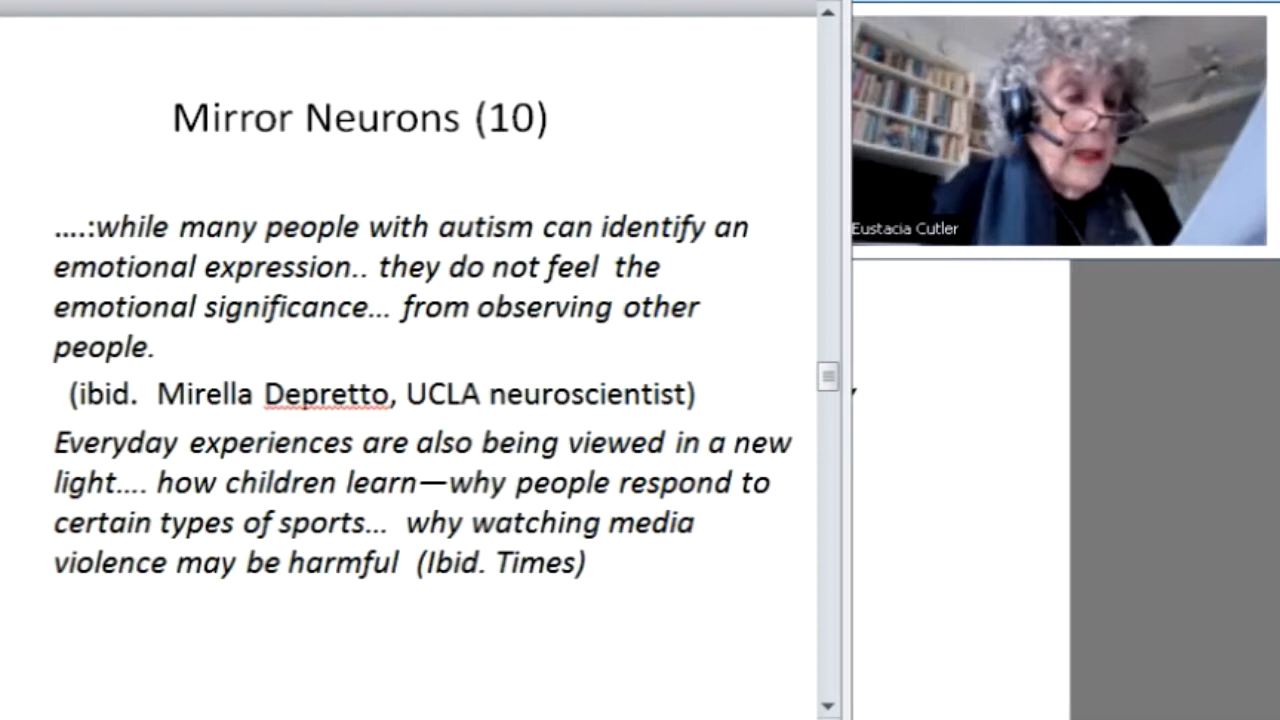 Mirror Neurons (10)
....:while many people with autism can identify an
emotional expression.. they do not feel  the
emotional significance... from observing other
people.
(ibid.  Mirella Depretto, UCLA neuroscientist)
Everyday experiences are also being viewed in a new
light.... how children learn—why people respond to
certain types of sports...  why watching media
violence may be harmful  (Ibid. Times)
Eustacia Cutler